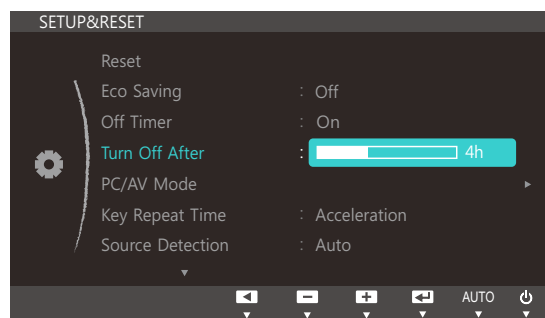 SETUP&RESET
Reset
Eco Saving : Off
Off Timer : On
Turn Off After : 4h
PC/AV Mode
Key Repeat Time : Acceleration
Source Detection : Auto
AUTO